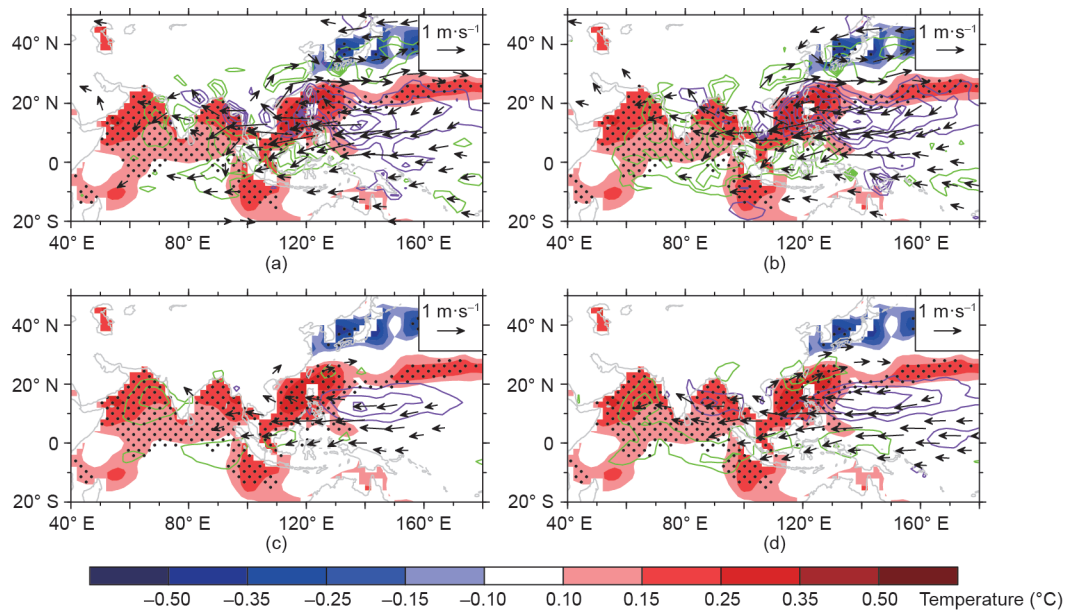 40° N
20° N
0
20° S
1 m·s⁻¹
40° E
80° E
120° E
160° E
(a)
40° N
20° N
0
20° S
1 m·s⁻¹
40° E
80° E
120° E
160° E
(b)
40° N
20° N
0
20° S
1 m·s⁻¹
40° E
80° E
120° E
160° E
(c)
40° N
20° N
0
20° S
1 m·s⁻¹
40° E
80° E
120° E
160° E
(d)
–0.50 –0.35 –0.25 –0.15 –0.10 0.10 0.15 0.25 0.35 0.50 Temperature (°C)